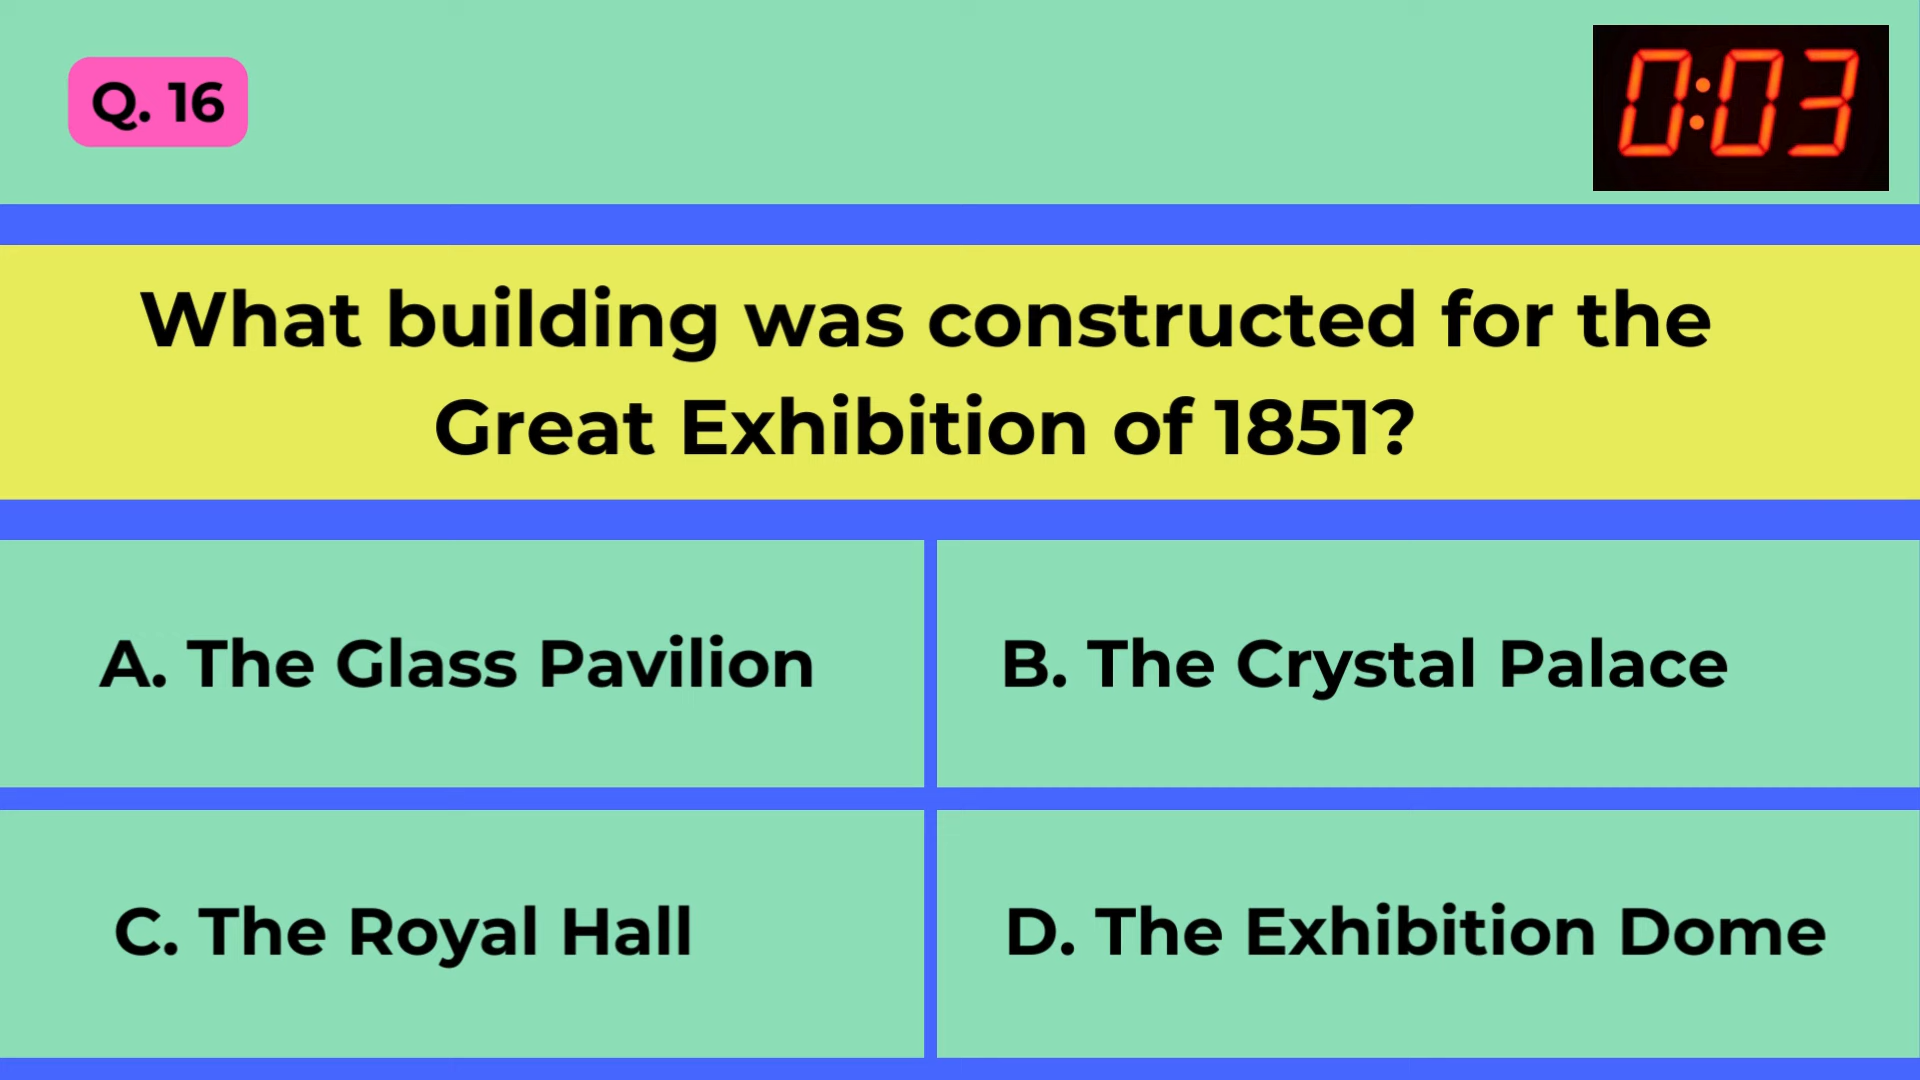 Q. 16
0:03
What building was constructed for the
Great Exhibition of 1851?
A. The Glass Pavilion
B. The Crystal Palace
C. The Royal Hall
D. The Exhibition Dome